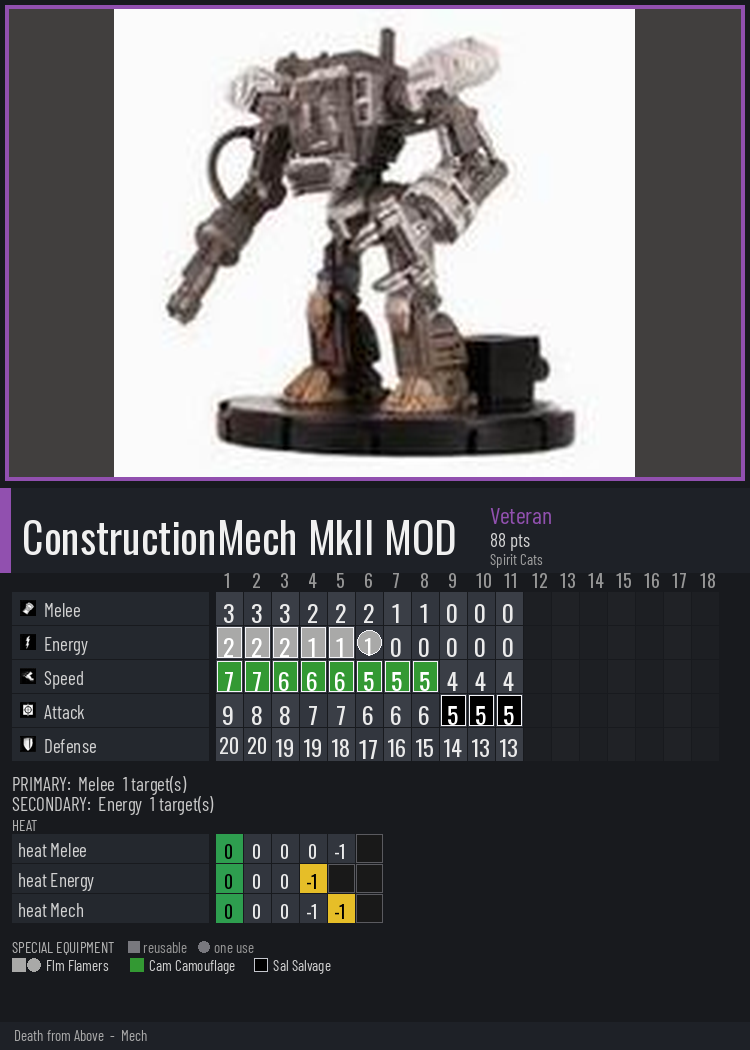 ConstructionMech MkII MOD
Veteran
88 pts
Spirit Cats
1 2 3 4 5 6 7 8 9 10 11 12 13 14 15 16 17 18
Melee 3 3 3 2 2 2 1 1 0 0 0
Energy 2 2 2 1 1 1 0 0 0 0 0
Speed 7 7 6 6 6 5 5 5 4 4 4
Attack 9 8 8 7 7 6 6 6 5 5 5
Defense 20 20 19 19 18 17 16 15 14 13 13
PRIMARY: Melee 1 target(s)
SECONDARY: Energy 1 target(s)
HEAT
heat Melee 0 0 0 0 -1
heat Energy 0 0 0 -1
heat Mech 0 0 0 -1 -1
SPECIAL EQUIPMENT reusable one use
Flm Flamers Cam Camouflage Sal Salvage
Death from Above - Mech